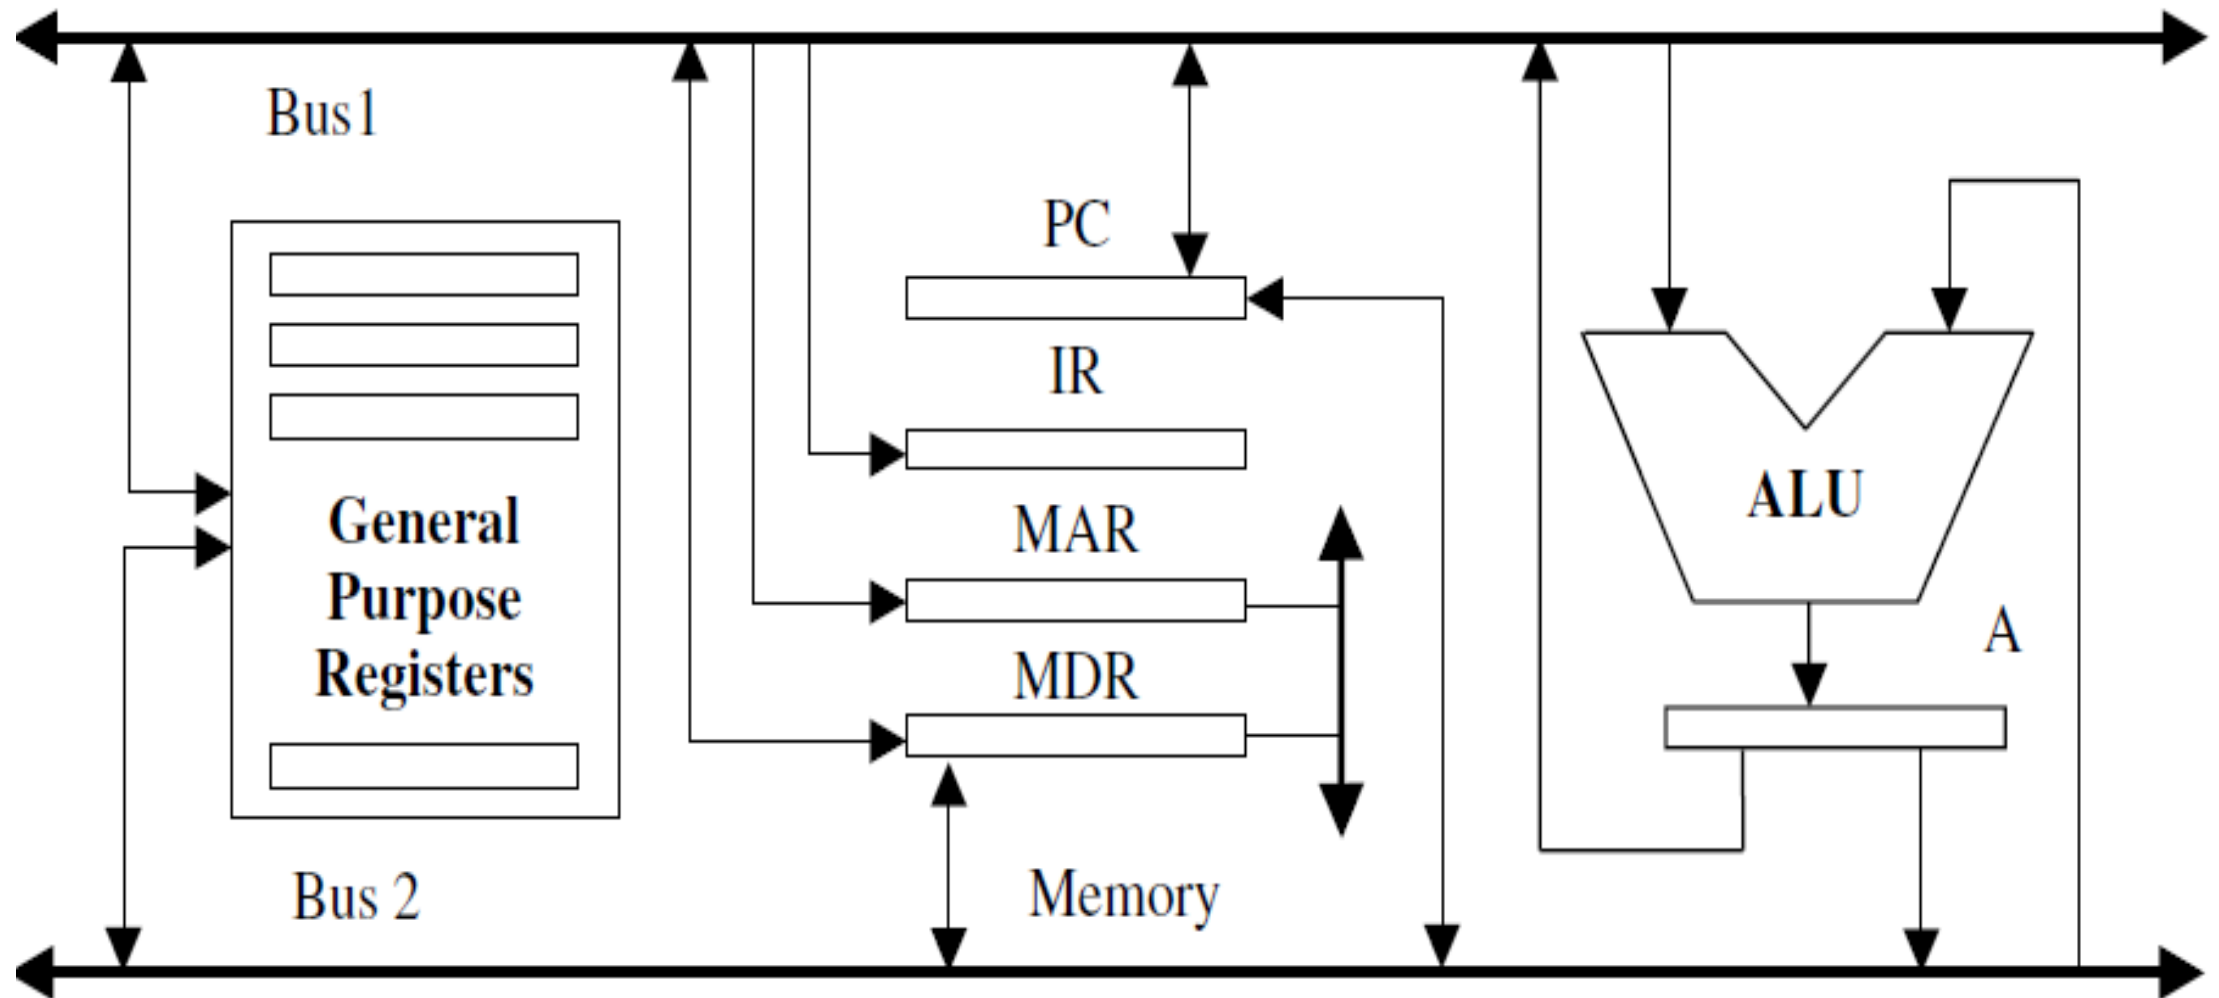 Bus1
PC
IR
General
Purpose
Registers
MAR
MDR
ALU
A
Bus 2
Memory